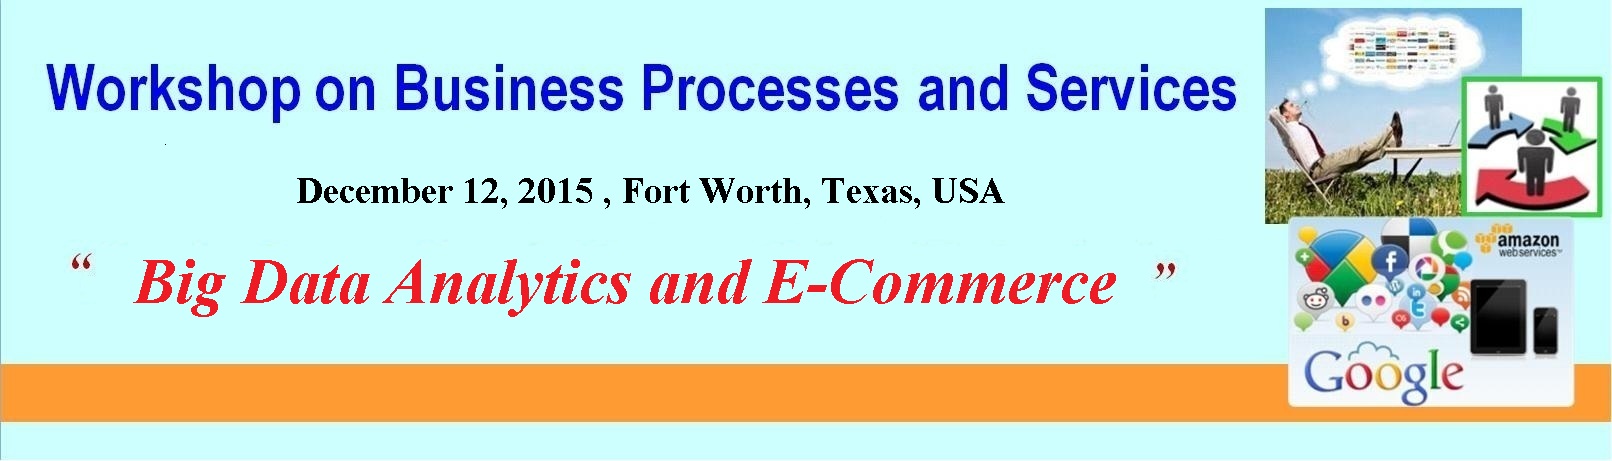 Workshop on Business Processes and Services
December 12, 2015 , Fort Worth, Texas, USA
“ Big Data Analytics and E-Commerce ”
amazon
webservices™
Google